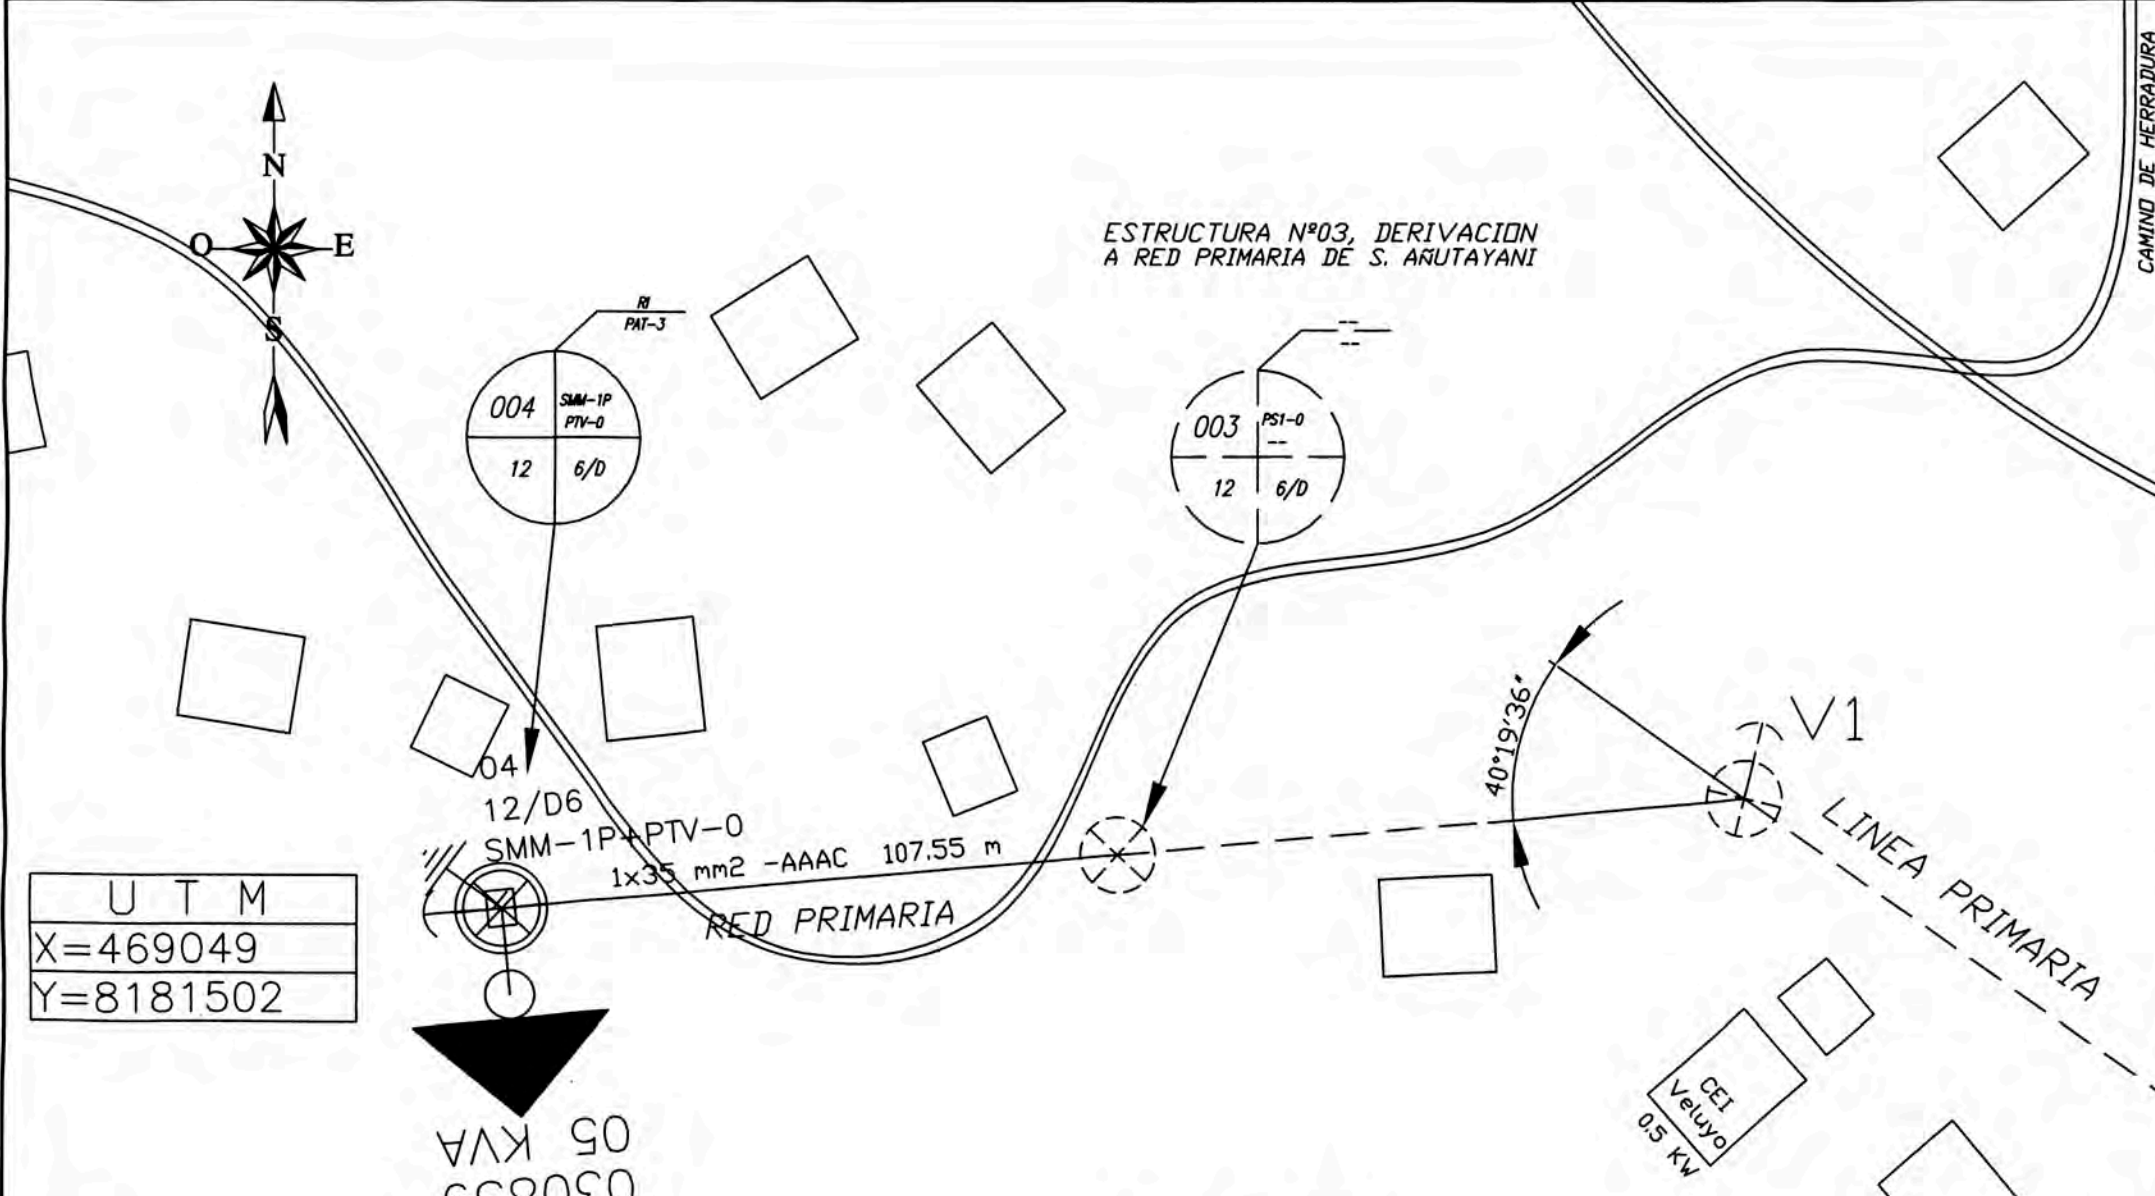 CAMINO DE HERRADURA
N
O E
S
ESTRUCTURA Nº03, DERIVACION
A RED PRIMARIA DE S. AÑUTAYANI
PAT-3
004 SMM-1P
PTV-0
12 6/D
--
--
003 PS1-0
--
12 6/D
40°19'36"
V1
04
12/D6
SMM-1P+PTV-0
1x35 mm2 -AAAC 107.55 m
RED PRIMARIA
LINEA PRIMARIA
U T M
X=469049
Y=8181502
CEI
Veluyo
0.5 KW
05 KVA